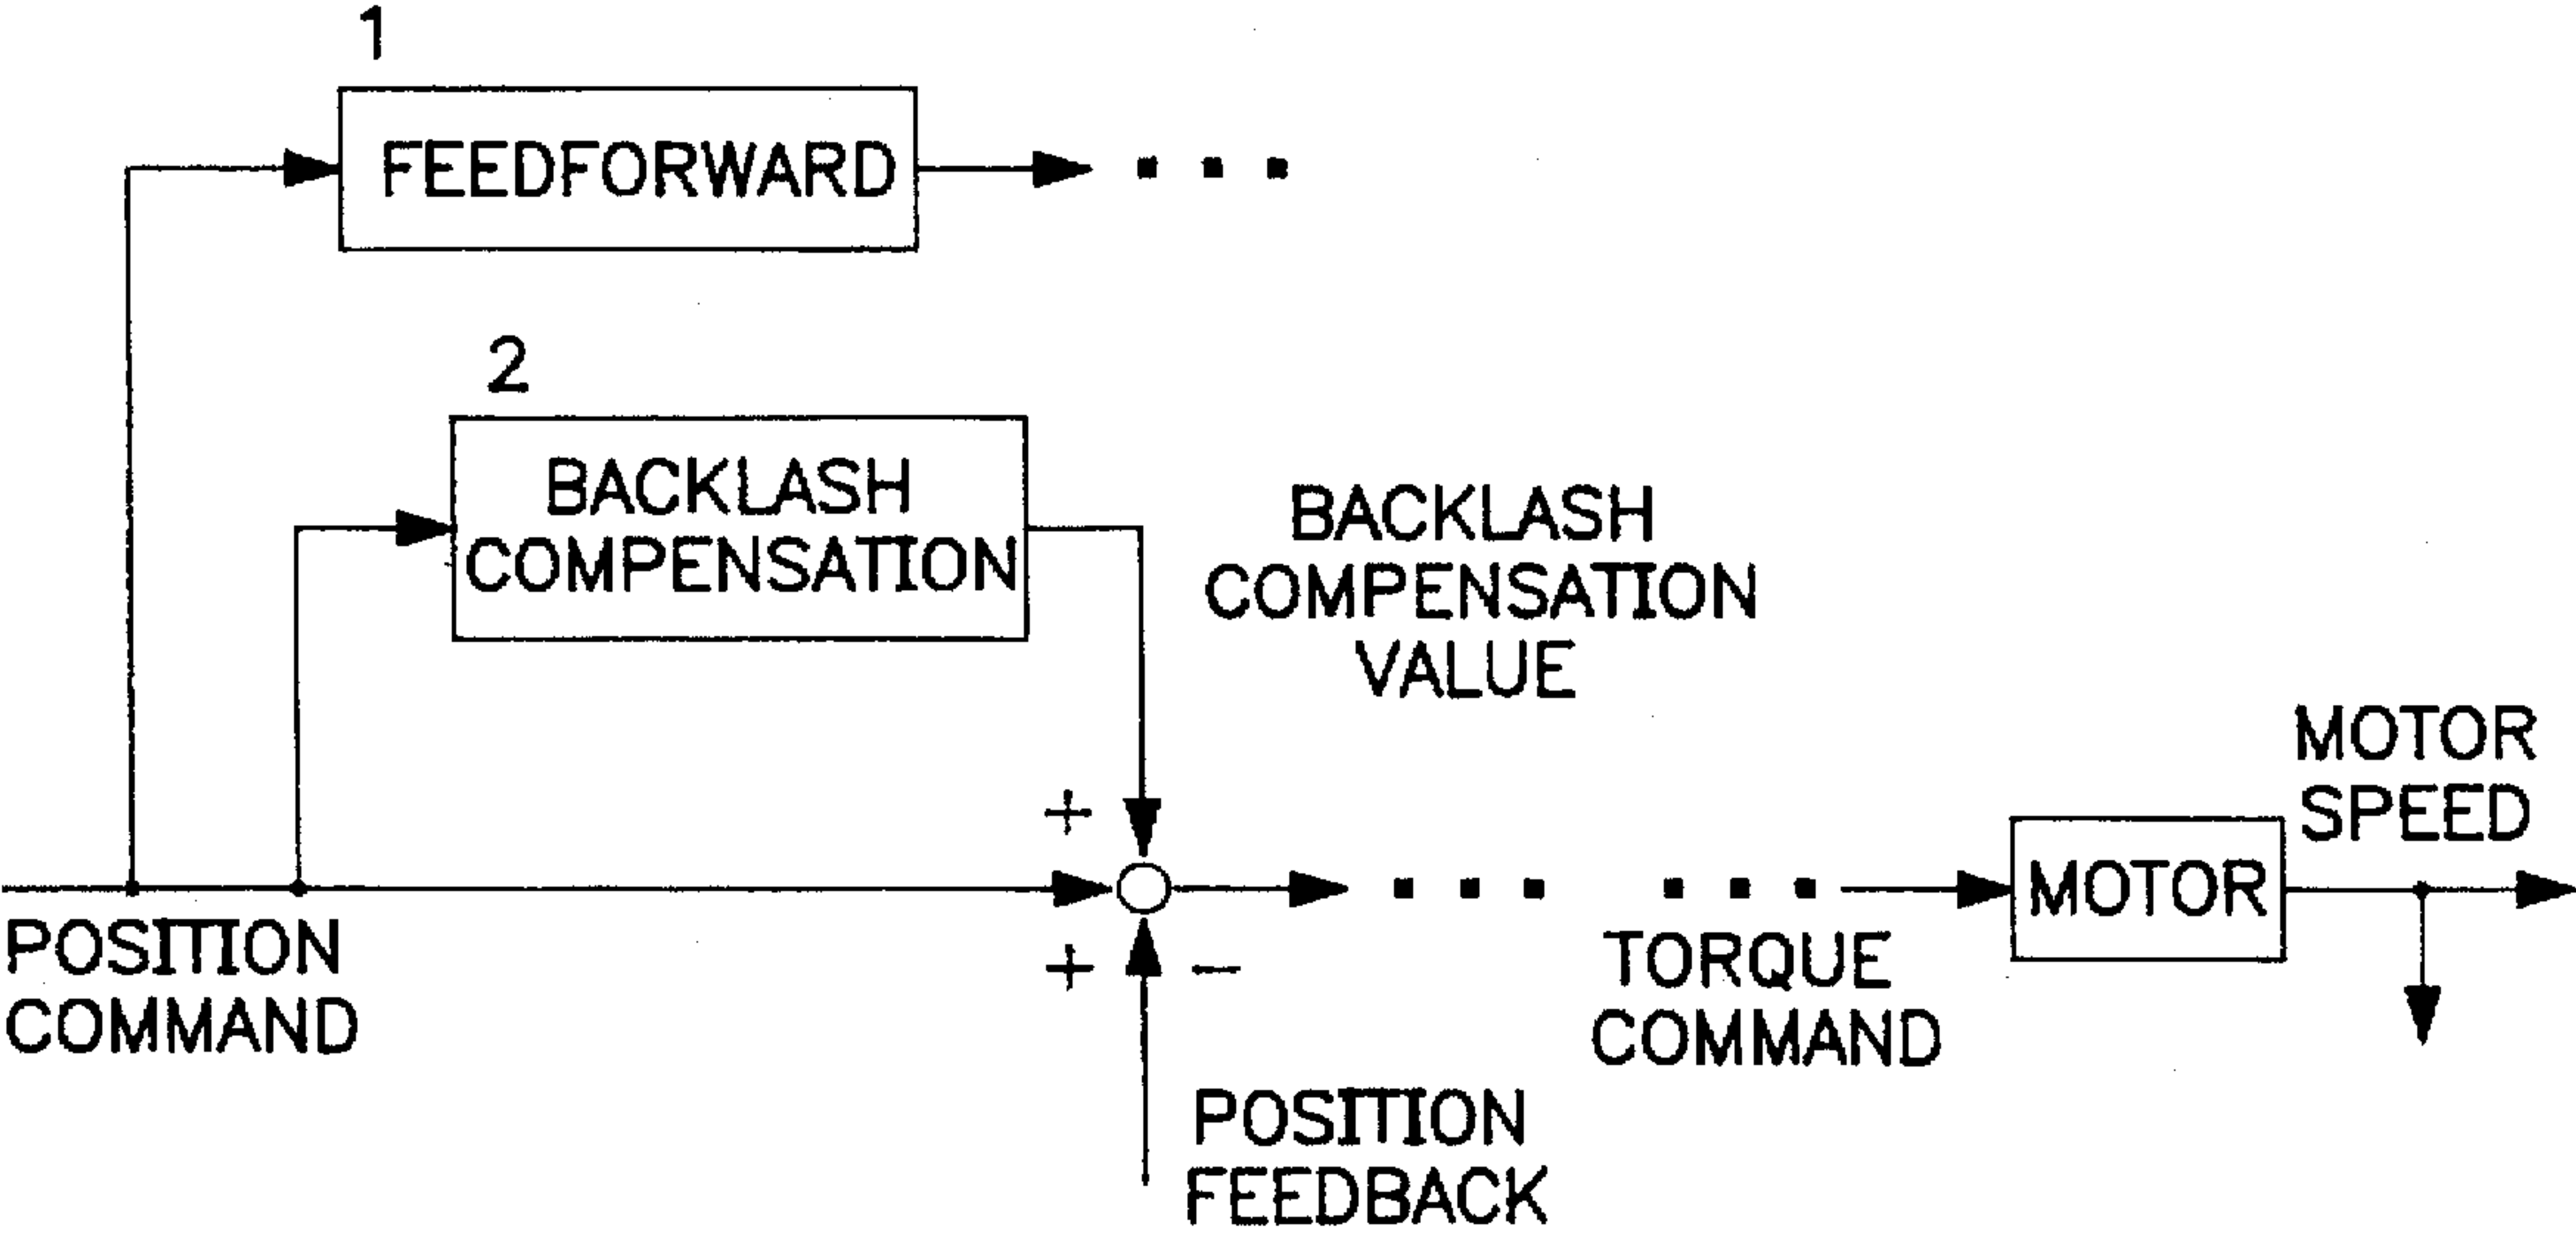 1
FEEDFORWARD
2
BACKLASH
COMPENSATION
BACKLASH
COMPENSATION
VALUE
MOTOR
SPEED
+
MOTOR
POSITION
COMMAND
+
−
TORQUE
COMMAND
POSITION
FEEDBACK